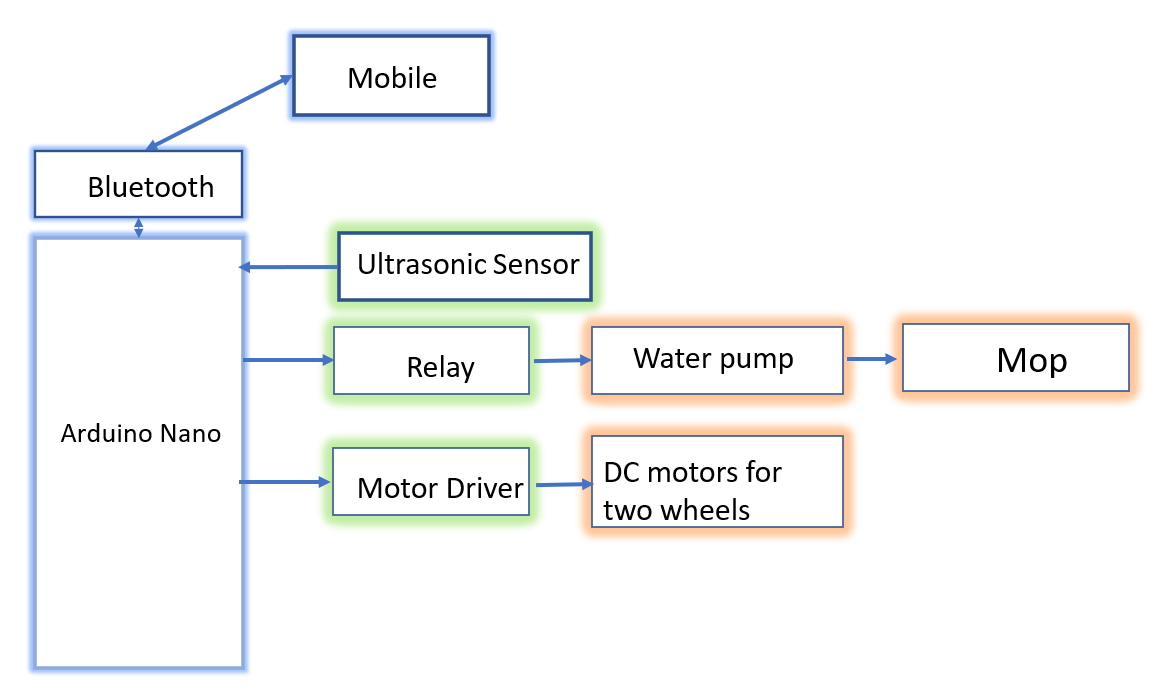 Mobile
Bluetooth
Ultrasonic Sensor
Relay
Water pump
Mop
Arduino Nano
Motor Driver
DC motors for
two wheels